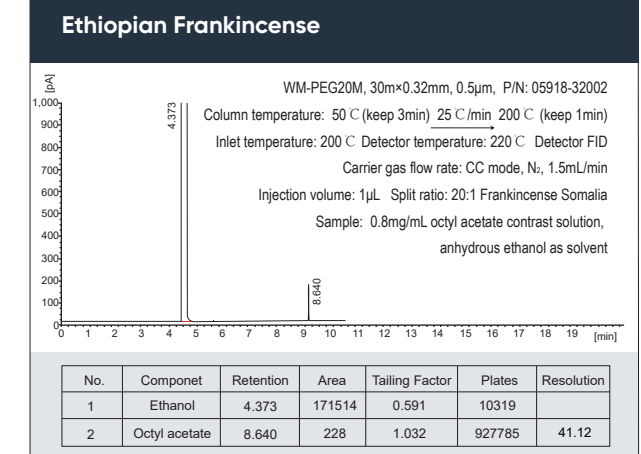 Ethiopian Frankincense
[pA]
WM-PEG20M, 30m×0.32mm, 0.5μm, P/N: 05918-32002
Column temperature: 50℃(keep 3min) 25℃/min 200℃ (keep 1min)
Inlet temperature: 200℃ Detector temperature: 220℃ Detector FID
Carrier gas flow rate: CC mode, N₂, 1.5mL/min
Injection volume: 1μL Split ratio: 20:1 Frankincense Somalia
Sample: 0.8mg/mL octyl acetate contrast solution,
anhydrous ethanol as solvent
1,000
900
800
700
600
500
400
300
200
100
0
4.373
8.640
0 1 2 3 4 5 6 7 8 9 10 11 12 13 14 15 16 17 18 19 [min]
No. Componet Retention Area Tailing Factor Plates Resolution
1 Ethanol 4.373 171514 0.591 10319
2 Octyl acetate 8.640 228 1.032 927785 41.12